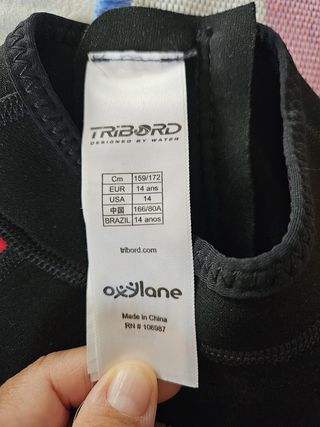 TRIBORD
DESIGNED BY WATER
Cm 159/172
EUR 14 ans
USA 14
中国 166/80A
BRAZIL 14 anos
tribord.com
oxylane
Made in China
RN # 106987